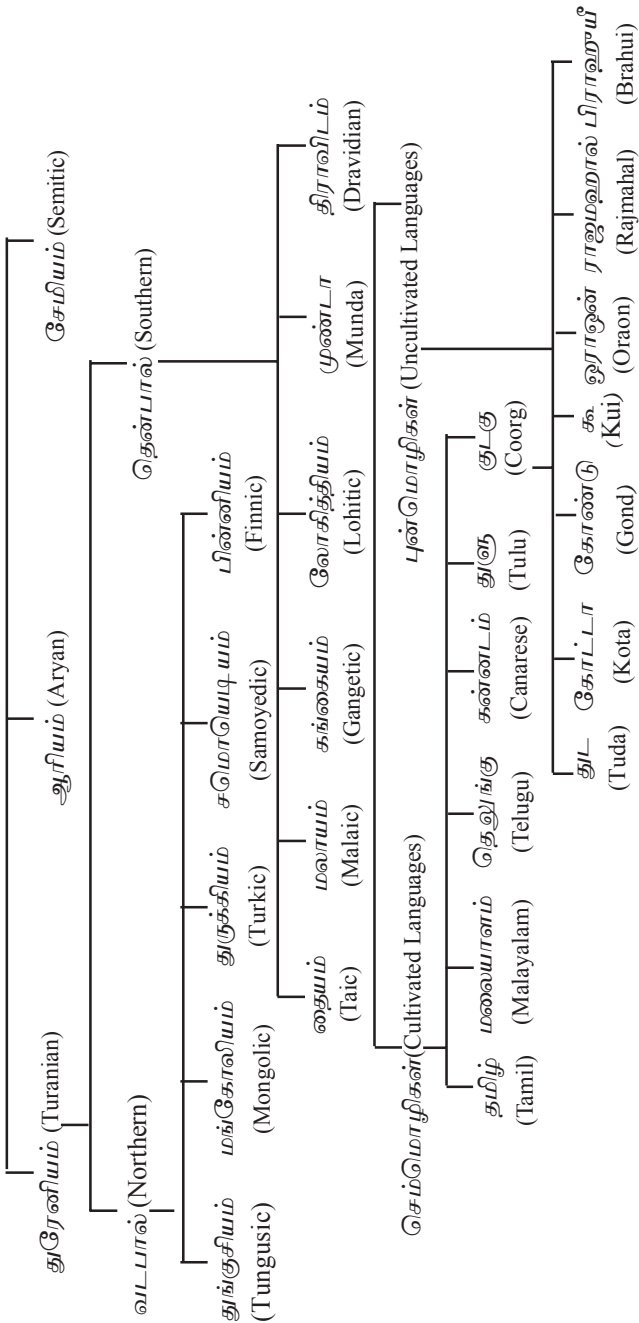 துரேனியம் (Turanian)
ஆரியம் (Aryan)
சேமியம் (Semitic)
வடபால் (Northern)
தென்பால் (Southern)
துங்குசியம்
(Tungusic)
மங்கோலியம்
(Mongolic)
துருக்கியம்
(Turkic)
சமொயெடியம்
(Samoyedic)
பின்னியம்
(Finnic)
தையம்
(Taic)
மலாயம்
(Malaic)
கங்கையம்
(Gangetic)
லோகித்தியம்
(Lohitic)
முண்டா
(Munda)
திராவிடம்
(Dravidian)
செம்மொழிகள்(Cultivated Languages)
புன்மொழிகள் (Uncultivated Languages)
தமிழ்
(Tamil)
மலையாளம்
(Malayalam)
தெலுங்கு
(Telugu)
கன்னடம்
(Canarese)
துளு
(Tulu)
குடகு
(Coorg)
துட
(Tuda)
கோட்டா
(Kota)
கோண்டு
(Gond)
கூ
(Kui)
ஓராஒன்
(Oraon)
ராஜமஹால்
(Rajmahal)
பிராஹுயீ
(Brahui)